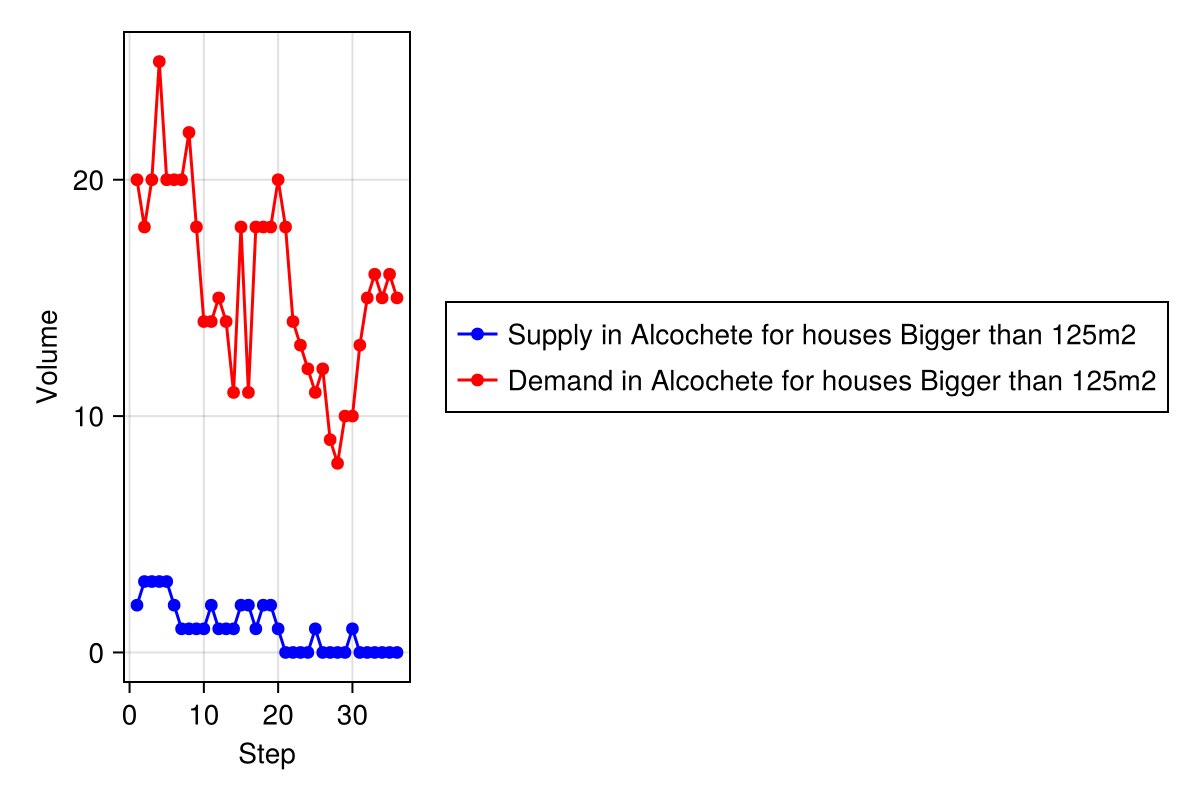 Volume
20
10
0
0 10 20 30
Step
Supply in Alcochete for houses Bigger than 125m2
Demand in Alcochete for houses Bigger than 125m2